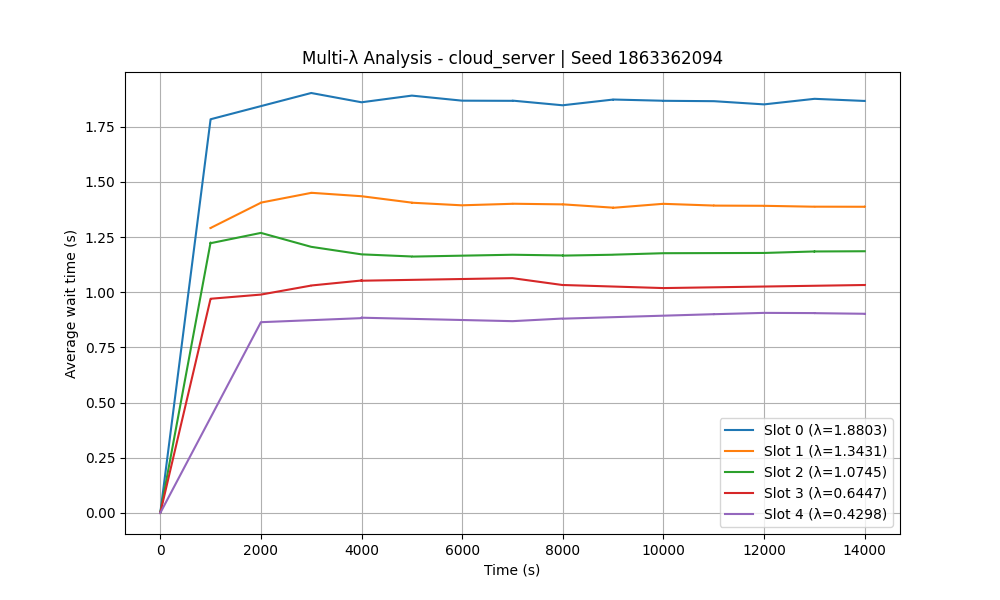 Multi-λ Analysis - cloud_server | Seed 1863362094
Average wait time (s)
1.75
1.50
1.25
1.00
0.75
0.50
0.25
0.00
Slot 0 (λ=1.8803)
Slot 1 (λ=1.3431)
Slot 2 (λ=1.0745)
Slot 3 (λ=0.6447)
Slot 4 (λ=0.4298)
0 2000 4000 6000 8000 10000 12000 14000
Time (s)